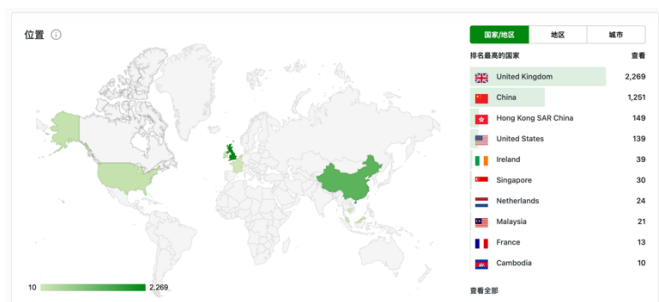 位置
国家/地区 地区 城市
排名最高的国家 查看
United Kingdom 2,269
China 1,251
Hong Kong SAR China 149
United States 139
Ireland 39
Singapore 30
Netherlands 24
Malaysia 21
France 13
Cambodia 10
10 2,269
查看全部